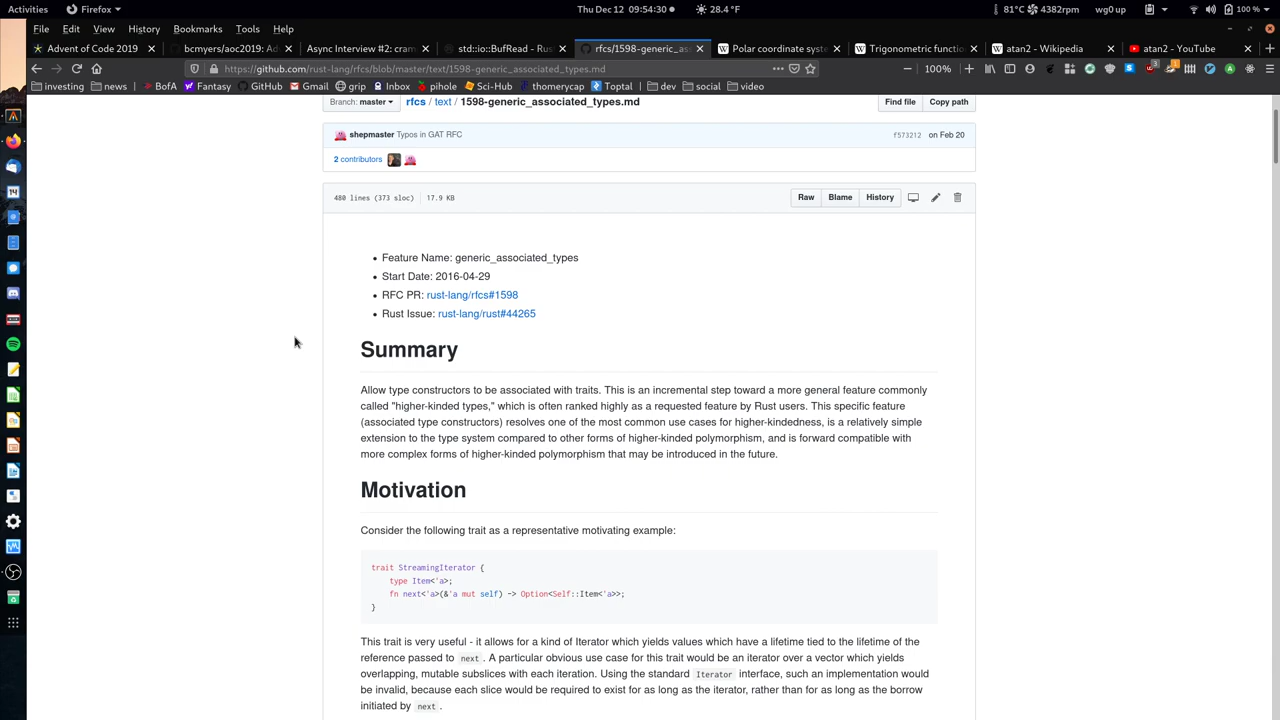 Activities Firefox Thu Dec 12 09:54:30 81°C 4382rpm wg0 up 28.4°F 100 %
File Edit View History Bookmarks Tools Help
Advent of Code 2019 bcmyers/aoc2019: Ad Async Interview #2: cram std::io::BufRead - Rus rfcs/1598-generic_as Polar coordinate system Trigonometric functio atan2 - Wikipedia atan2 - YouTube
https://github.com/rust-lang/rfcs/blob/master/text/1598-generic_associated_types.md 100%
investing news BofA Fantasy GitHub Gmail grip Inbox pihole Sci-Hub thomerycap Toptal dev social video
Branch: master rfcs / text / 1598-generic_associated_types.md Find file Copy path
shepmaster Typos in GAT RFC f573212 on Feb 20
2 contributors
480 lines (373 sloc) 17.9 KB Raw Blame History
• Feature Name: generic_associated_types
• Start Date: 2016-04-29
• RFC PR: rust-lang/rfcs#1598
• Rust Issue: rust-lang/rust#44265
Summary
Allow type constructors to be associated with traits. This is an incremental step toward a more general feature commonly
called "higher-kinded types," which is often ranked highly as a requested feature by Rust users. This specific feature
(associated type constructors) resolves one of the most common use cases for higher-kindedness, is a relatively simple
extension to the type system compared to other forms of higher-kinded polymorphism, and is forward compatible with
more complex forms of higher-kinded polymorphism that may be introduced in the future.
Motivation
Consider the following trait as a representative motivating example:
trait StreamingIterator {
type Item<'a>;
fn next<'a>(&'a mut self) -> Option<Self::Item<'a>>;
}
This trait is very useful - it allows for a kind of Iterator which yields values which have a lifetime tied to the lifetime of the
reference passed to next . A particular obvious use case for this trait would be an iterator over a vector which yields
overlapping, mutable subslices with each iteration. Using the standard Iterator interface, such an implementation would
be invalid, because each slice would be required to exist for as long as the iterator, rather than for as long as the borrow
initiated by next .